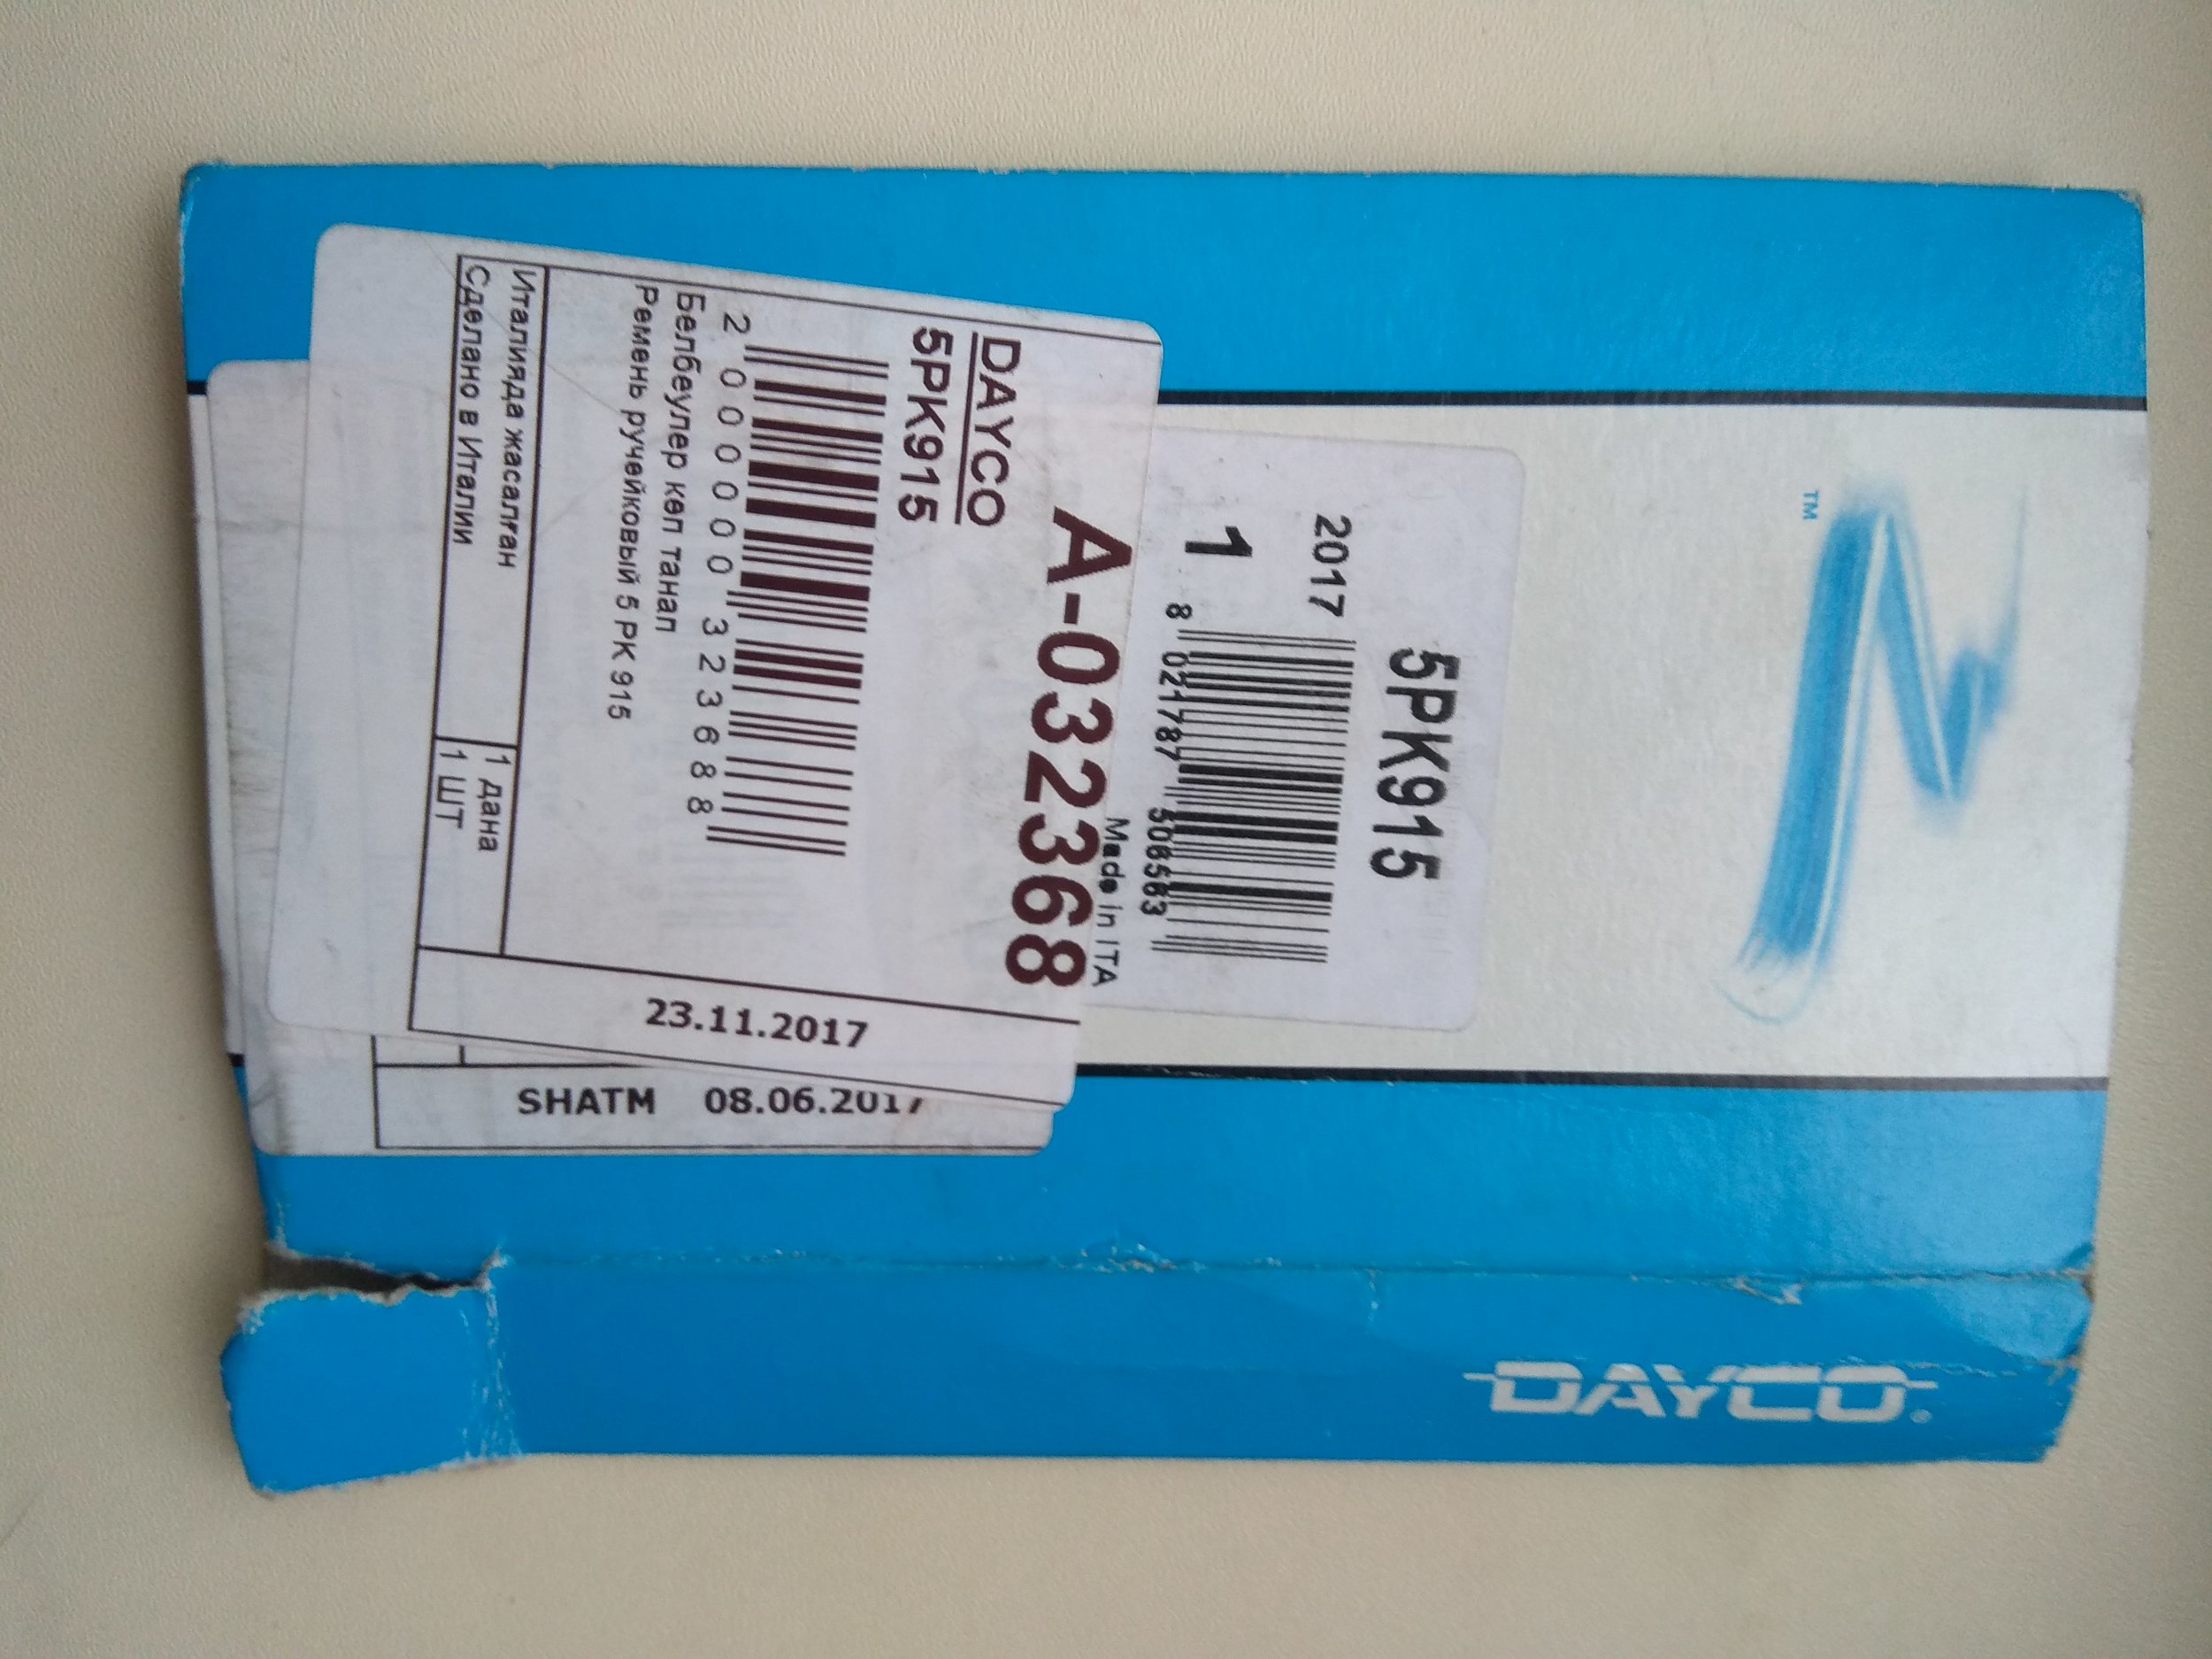 ™
5PK915
2017
1
8 021787 506563
Made in ITA
A-032368
DAYCO
5PK915
2 000000 323688
Белбеулер көп танап
Ремень ручейковый 5 PK 915
Италияда жасалған
Сделано в Италии
1 дана
1 ШТ
23.11.2017
SHATM 08.06.2017
DAYCO®